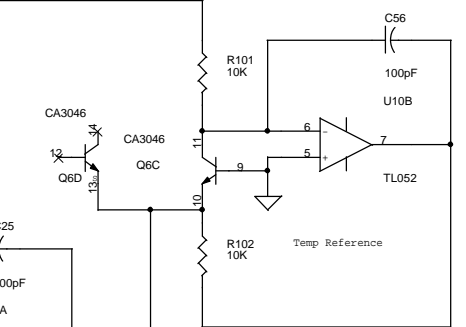 C56
R101
10K
100pF
U10B
CA3046
14
CA3046
11
6
-
7
12
Q6C
9
5
+
Q6D
13
TL052
10
C25
R102
10K
Temp Reference
00pF
A